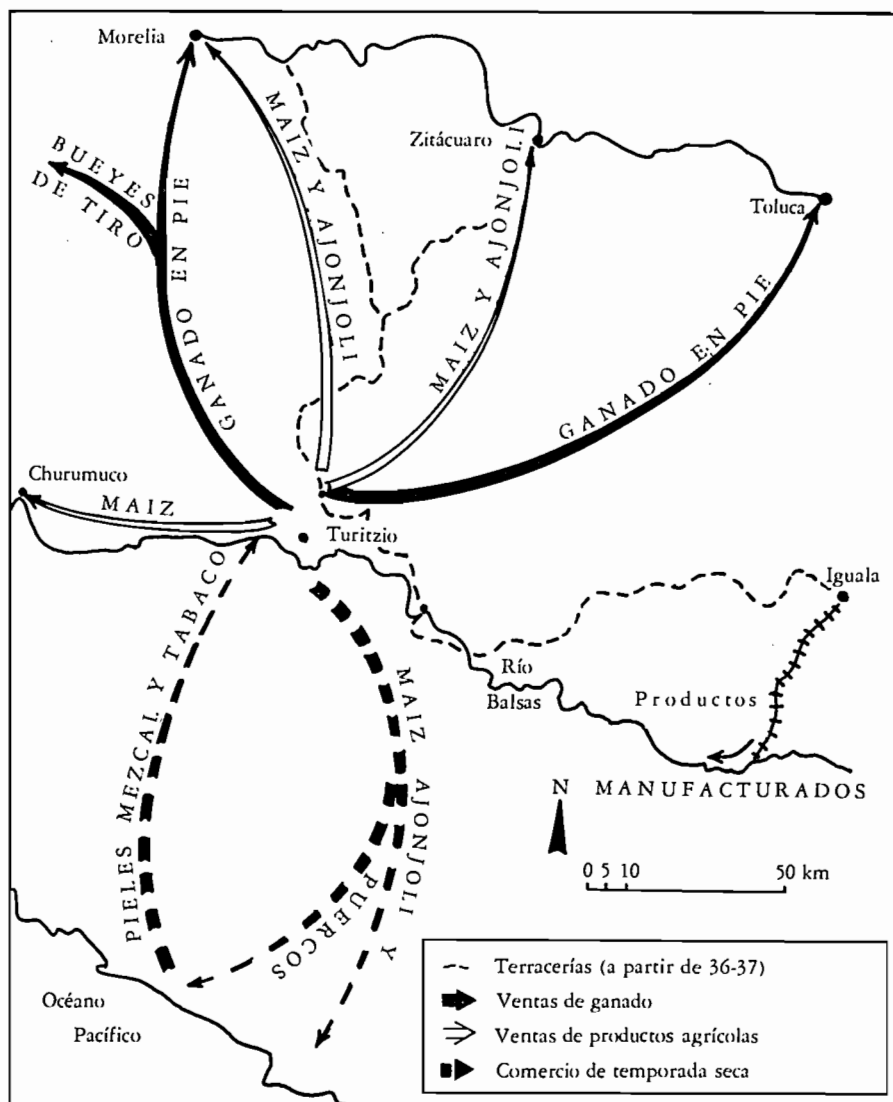 Morelia
BUEYES
DE TIRO
GANADO EN PIE
MAIZ Y AJONJOLI
Zitácuaro
MAIZ Y AJONJOLI
Toluca
GANADO EN PIE
Churumuco
MAIZ
Turitzio
Iguala
Río
Balsas
Productos
MANUFACTURADOS
PIELES MEZCAL Y TABACO
MAIZ AJONJOLI Y
PUERCOS
N
0 5 10 50 km
Océano
Pacífico
Terracerías (a partir de 36-37)
Ventas de ganado
Ventas de productos agrícolas
Comercio de temporada seca